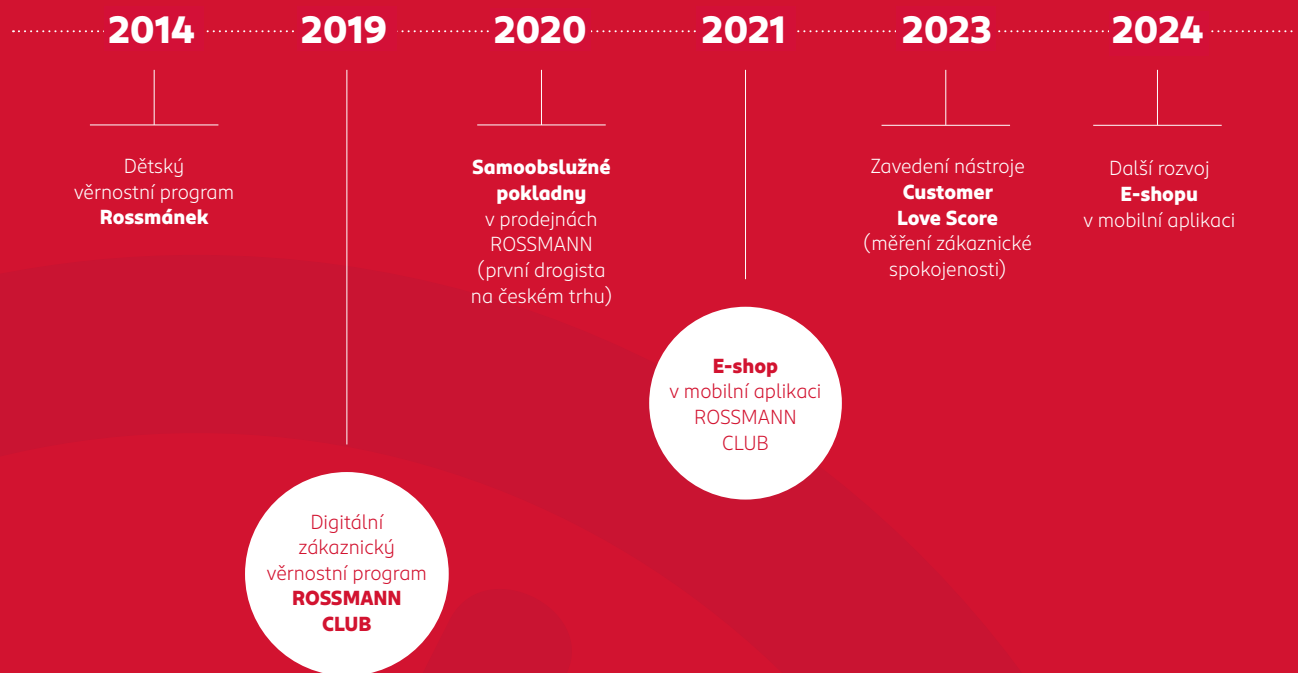 2014
2019
2020
2021
2023
2024
Dětský
věrnostní program
Rossmánek
Digitální
zákaznický
věrnostní program
ROSSMANN
CLUB
Samoobslužné
pokladny
v prodejnách
ROSSMANN
(první drogista
na českém trhu)
E-shop
v mobilní aplikaci
ROSSMANN
CLUB
Zavedení nástroje
Customer
Love Score
(měření zákaznické
spokojenosti)
Další rozvoj
E-shopu
v mobilní aplikaci